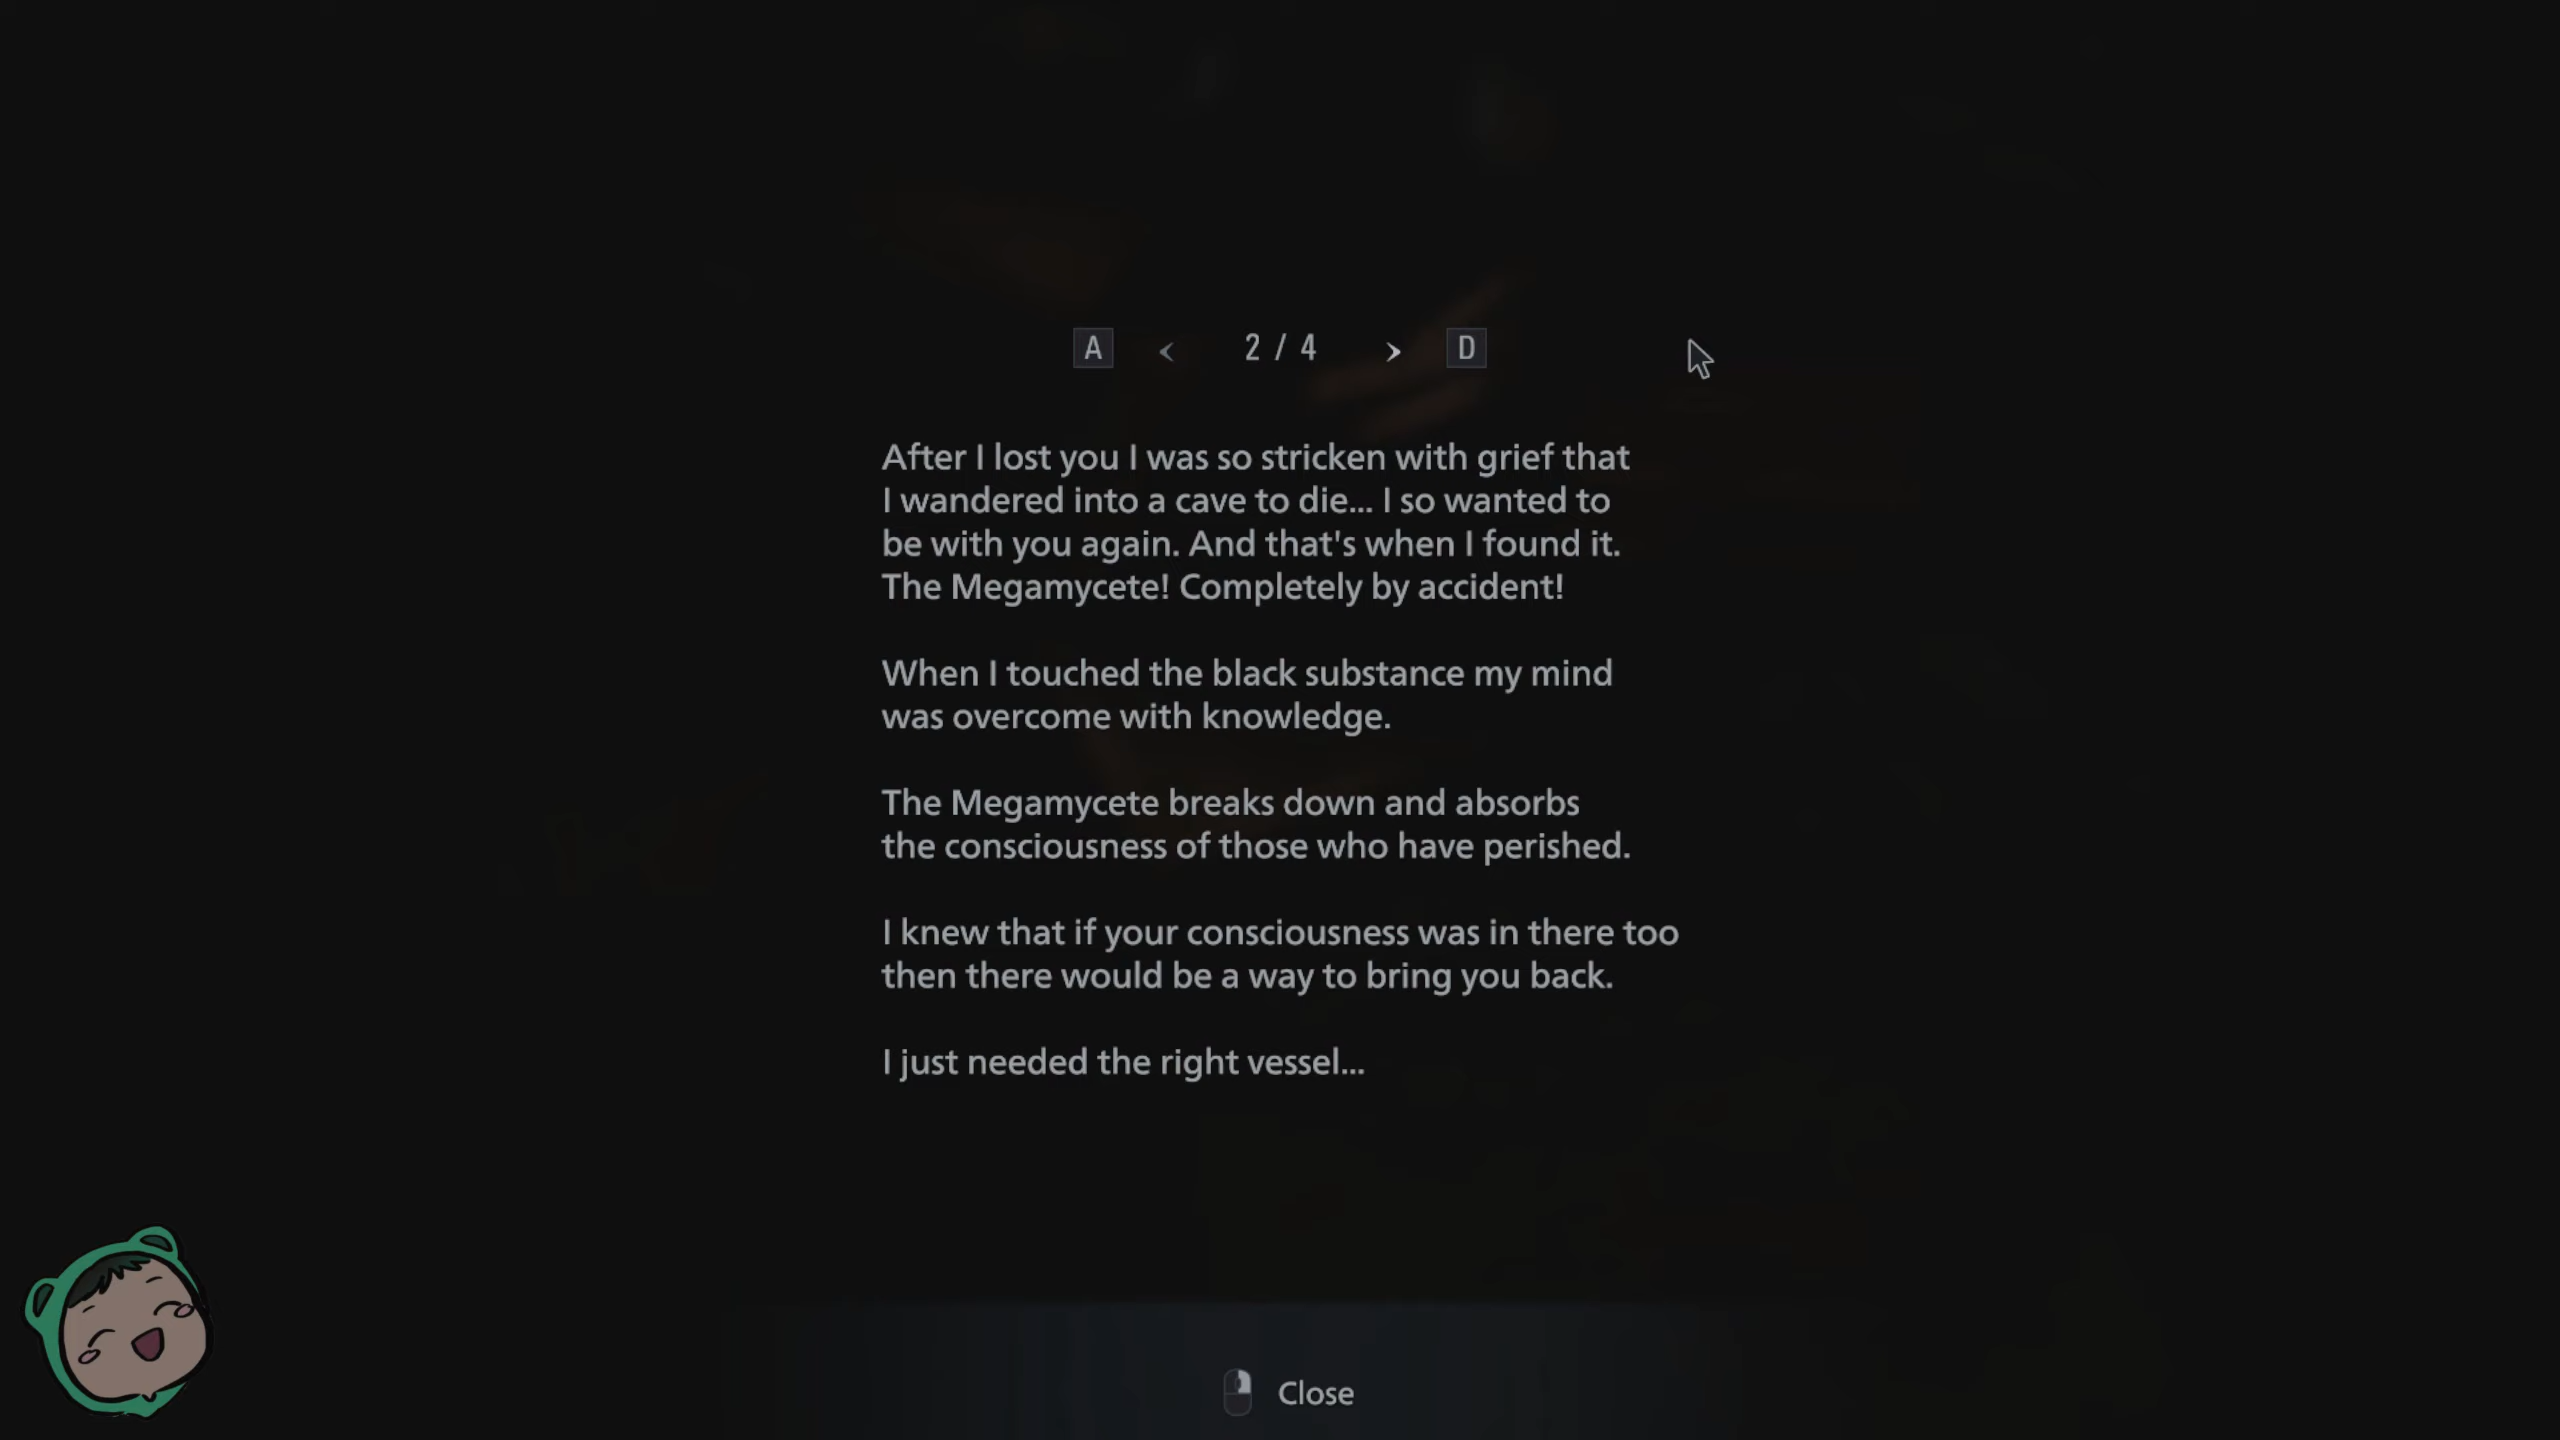 A < 2 / 4 > D
After I lost you I was so stricken with grief that
I wandered into a cave to die... I so wanted to
be with you again. And that's when I found it.
The Megamycete! Completely by accident!
When I touched the black substance my mind
was overcome with knowledge.
The Megamycete breaks down and absorbs
the consciousness of those who have perished.
I knew that if your consciousness was in there too
then there would be a way to bring you back.
I just needed the right vessel...
Close